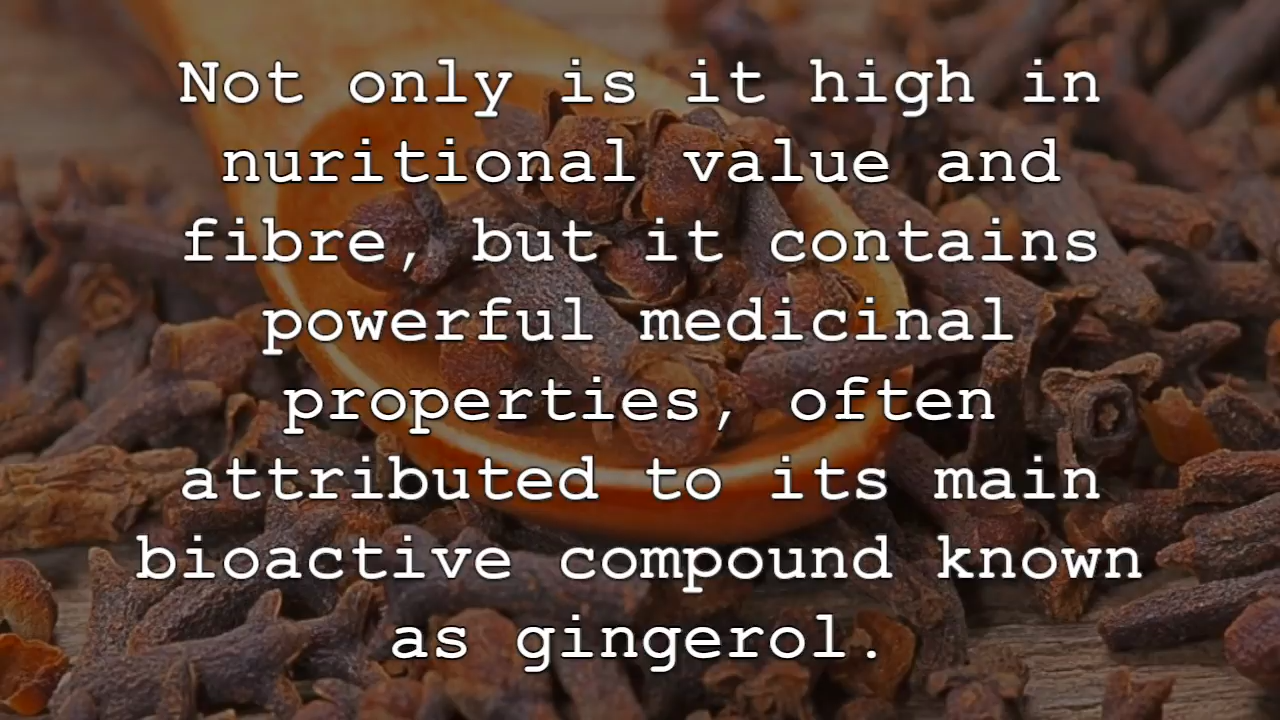 Not only is it high in
nuritional value and
fibre, but it contains
powerful medicinal
properties, often
attributed to its main
bioactive compound known
as gingerol.